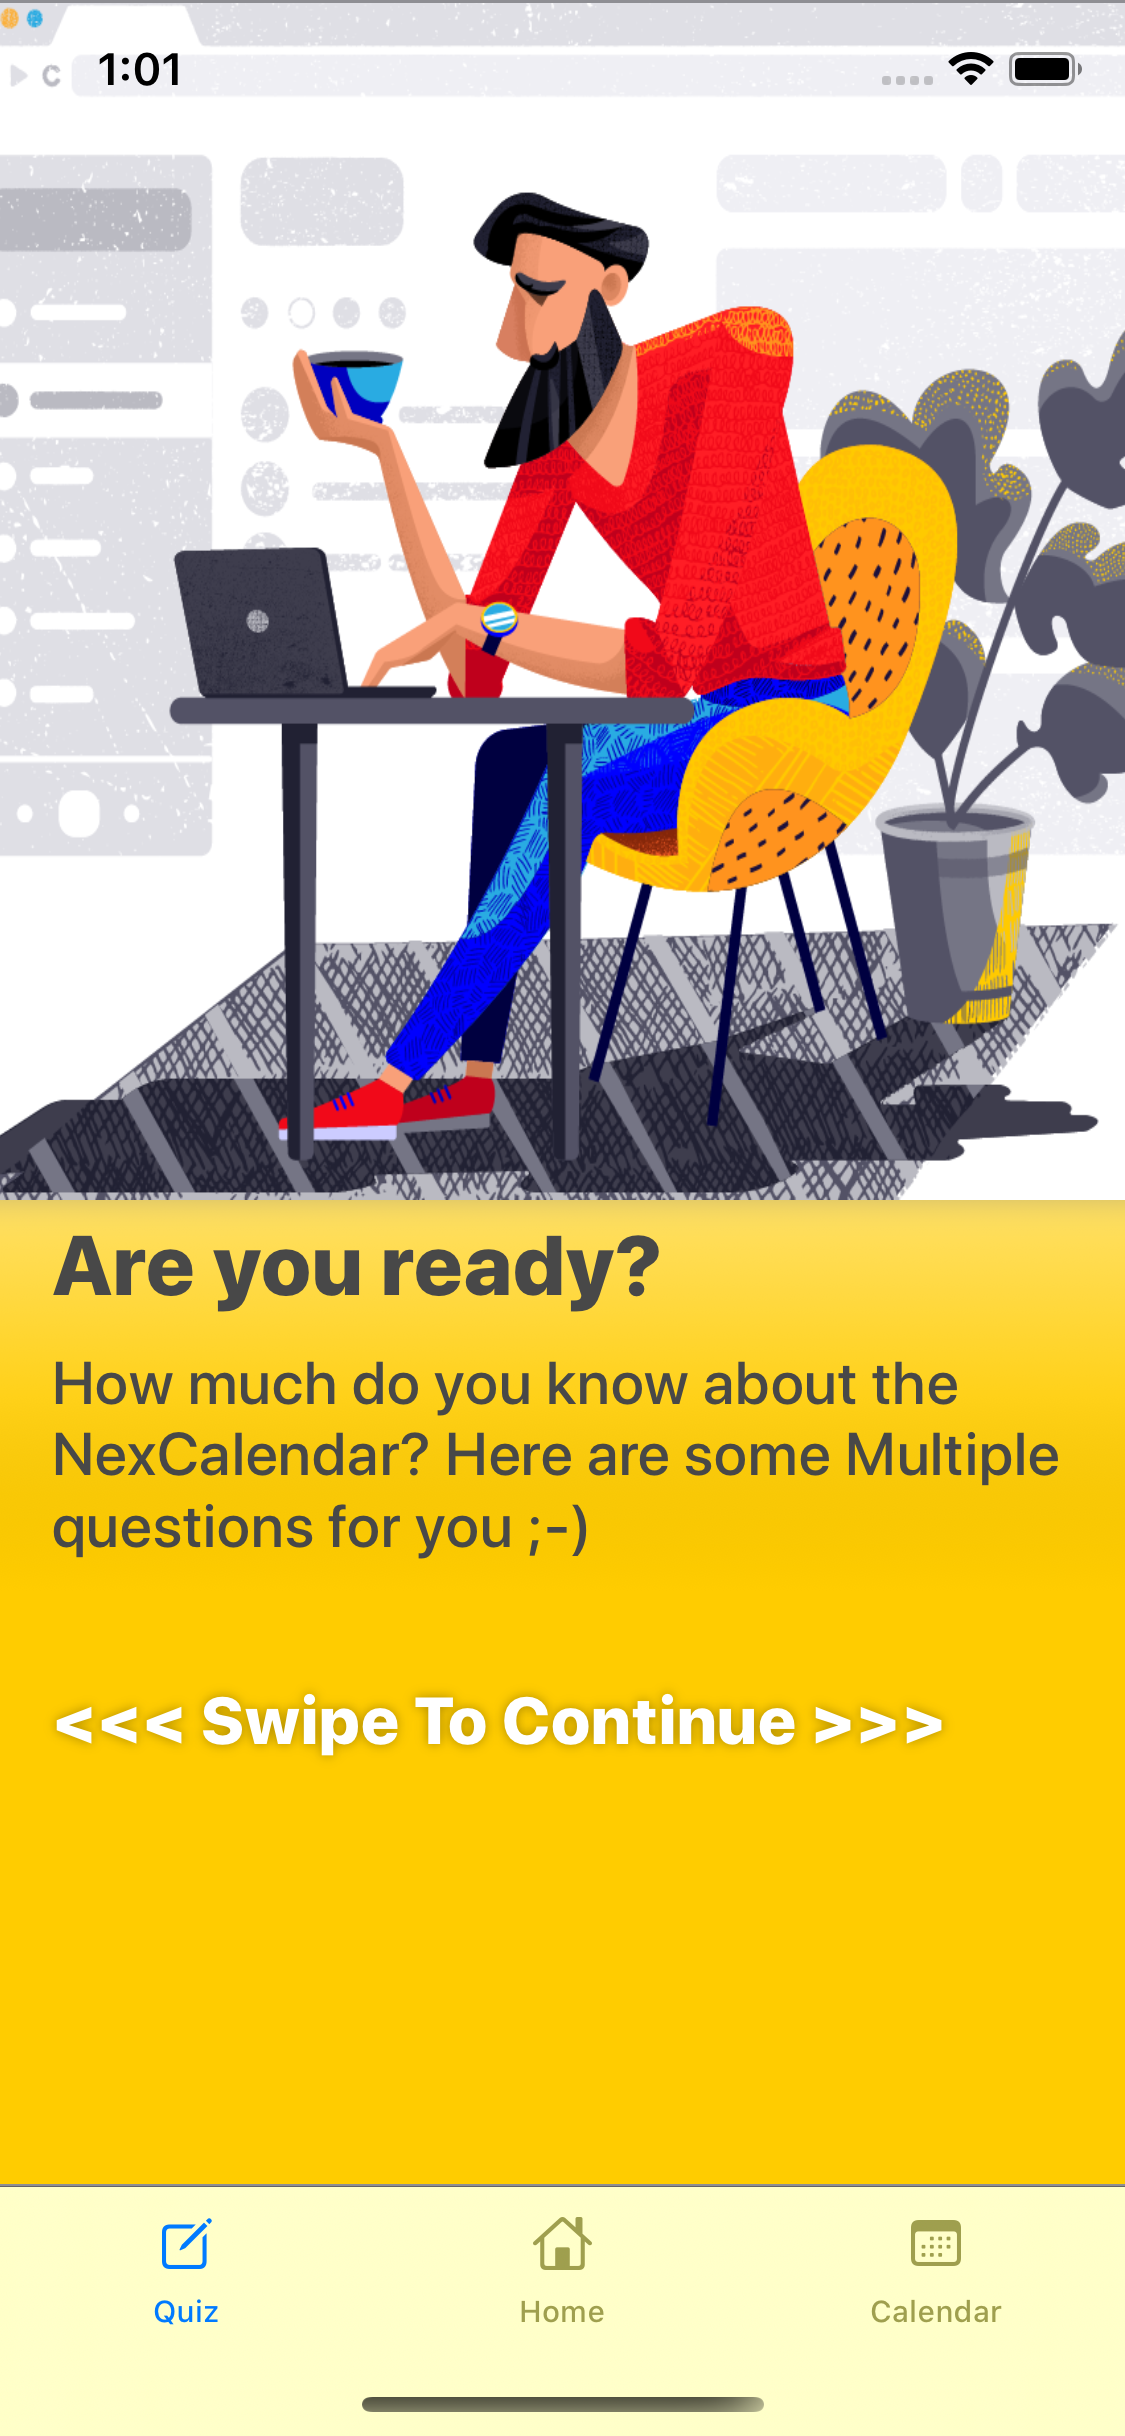 C
1:01
Are you ready?
How much do you know about the
NexCalendar? Here are some Multiple
questions for you ;-)
<<< Swipe To Continue >>>
Quiz
Home
Calendar